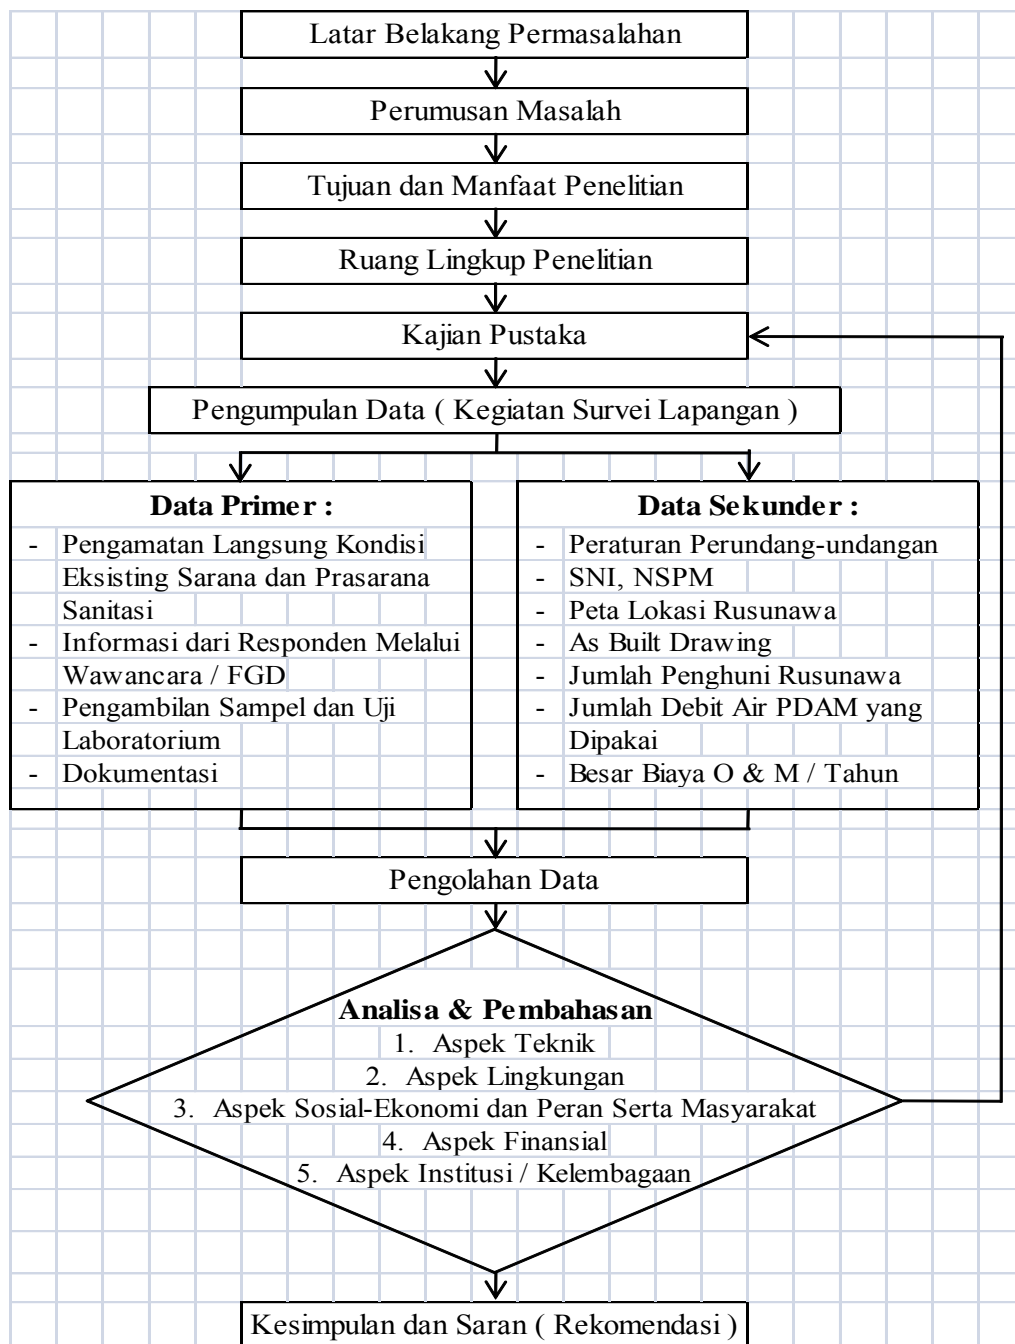 Latar Belakang Permasalahan
Perumusan Masalah
Tujuan dan Manfaat Penelitian
Ruang Lingkup Penelitian
Kajian Pustaka
Pengumpulan Data ( Kegiatan Survei Lapangan )
Data Primer :
- Pengamatan Langsung Kondisi
Eksisting Sarana dan Prasarana
Sanitasi
- Informasi dari Responden Melalui
Wawancara / FGD
- Pengambilan Sampel dan Uji
Laboratorium
- Dokumentasi
Data Sekunder :
- Peraturan Perundang-undangan
- SNI, NSPM
- Peta Lokasi Rusunawa
- As Built Drawing
- Jumlah Penghuni Rusunawa
- Jumlah Debit Air PDAM yang
Dipakai
- Besar Biaya O & M / Tahun
Pengolahan Data
Analisa & Pembahasan
1. Aspek Teknik
2. Aspek Lingkungan
3. Aspek Sosial-Ekonomi dan Peran Serta Masyarakat
4. Aspek Finansial
5. Aspek Institusi / Kelembagaan
Kesimpulan dan Saran ( Rekomendasi )